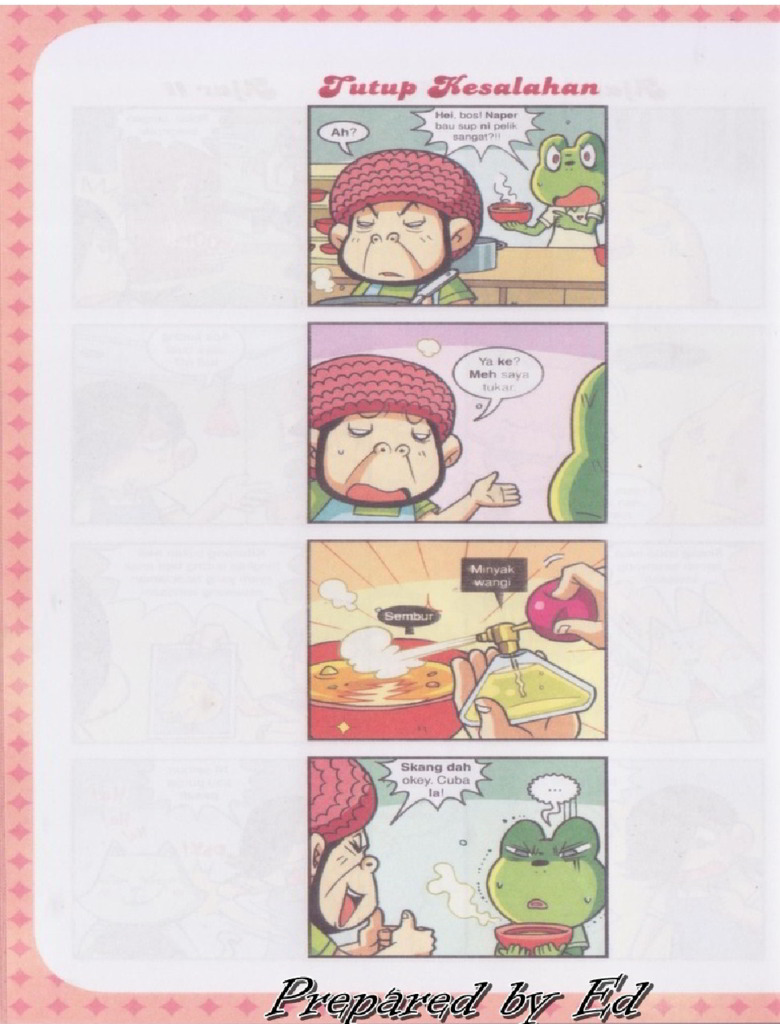 Tutup Kesalahan
Ah?
Hei, bos! Naper
bau sup ni pelik
sangat?!!
Ya ke?
Meh saya
tukar.
Minyak
wangi
Sembur
Skang dah
okey. Cuba
la!
...
Prepared by Ed